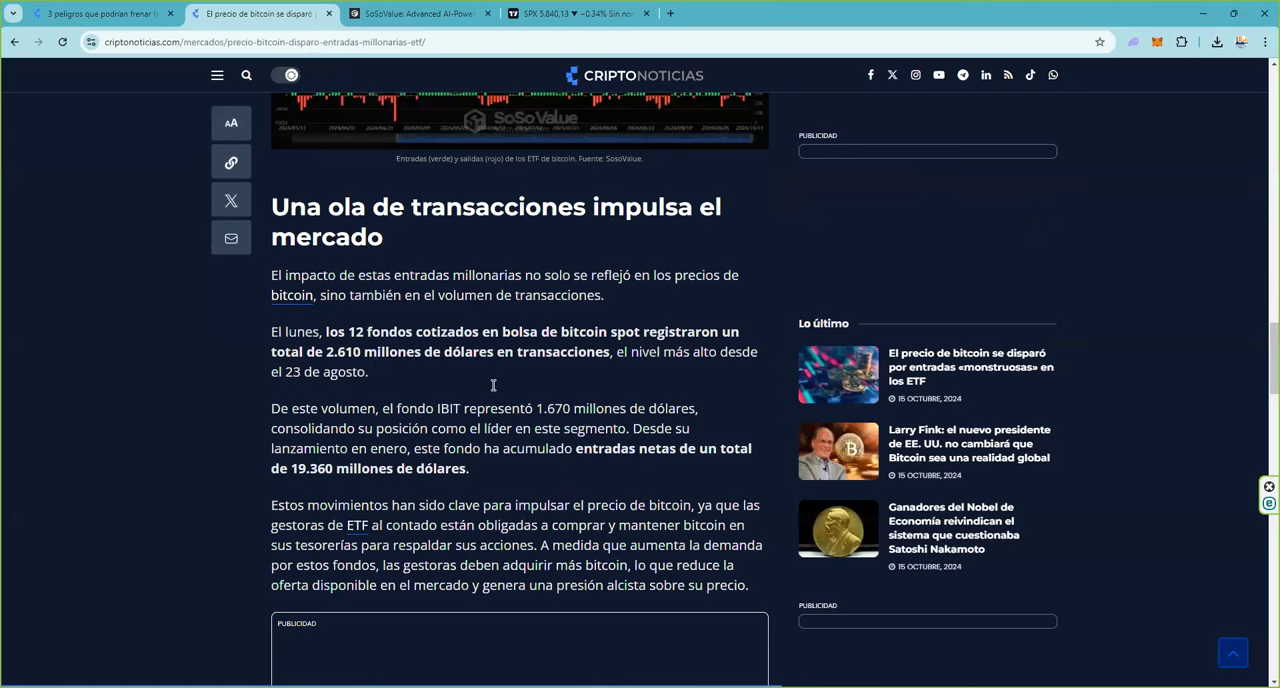 3 peligros que podrían frenar la
El precio de bitcoin se disparó p
SoSoValue: Advanced AI-Power
SPX 5.840,13 ▼ −0.34% Sin nom
criptonoticias.com/mercados/precio-bitcoin-disparo-entradas-millonarias-etf/
CRIPTONOTICIAS
AA
SoSoValue
Entradas (verde) y salidas (rojo) de los ETF de bitcoin. Fuente: SosoValue.
Una ola de transacciones impulsa el
mercado
El impacto de estas entradas millonarias no solo se reflejó en los precios de
bitcoin, sino también en el volumen de transacciones.
El lunes, los 12 fondos cotizados en bolsa de bitcoin spot registraron un
total de 2.610 millones de dólares en transacciones, el nivel más alto desde
el 23 de agosto.
De este volumen, el fondo IBIT representó 1.670 millones de dólares,
consolidando su posición como el líder en este segmento. Desde su
lanzamiento en enero, este fondo ha acumulado entradas netas de un total
de 19.360 millones de dólares.
Estos movimientos han sido clave para impulsar el precio de bitcoin, ya que las
gestoras de ETF al contado están obligadas a comprar y mantener bitcoin en
sus tesorerías para respaldar sus acciones. A medida que aumenta la demanda
por estos fondos, las gestoras deben adquirir más bitcoin, lo que reduce la
oferta disponible en el mercado y genera una presión alcista sobre su precio.
PUBLICIDAD
PUBLICIDAD
Lo último
El precio de bitcoin se disparó
por entradas «monstruosas» en
los ETF
15 OCTUBRE, 2024
Larry Fink: el nuevo presidente
de EE. UU. no cambiará que
Bitcoin sea una realidad global
15 OCTUBRE, 2024
Ganadores del Nobel de
Economía reivindican el
sistema que cuestionaba
Satoshi Nakamoto
15 OCTUBRE, 2024
PUBLICIDAD